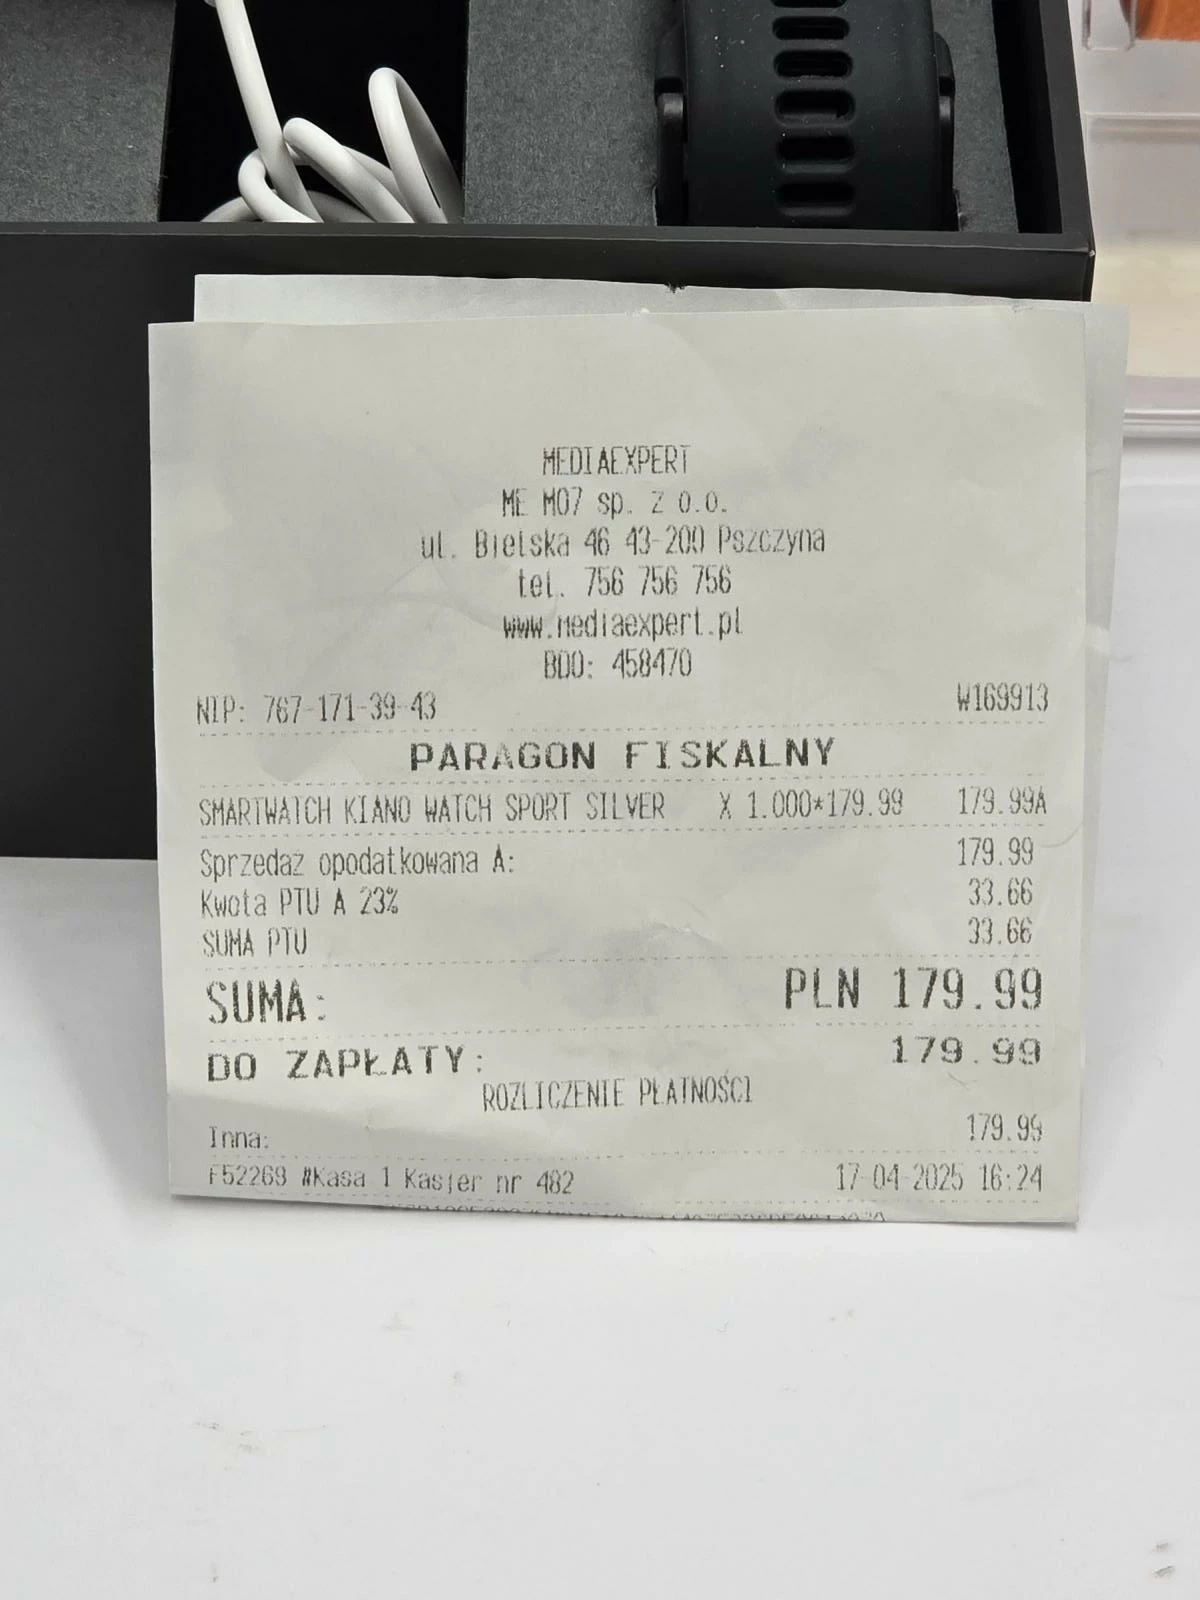 MEDIAEXPERT
ME M07 sp. z o.o.
ul. Bielska 46 43-200 Pszczyna
tel. 756 756 756
www.mediaexpert.pl
BDO: 458470
NIP: 767-171-39-43 W169913
PARAGON FISKALNY
SMARTWATCH KIANO WATCH SPORT SILVER X 1.000*179.99 179.99A
Sprzedaż opodatkowana A: 179.99
Kwota PTU A 23% 33.66
SUMA PTU 33.66
SUMA: PLN 179.99
DO ZAPŁATY: 179.99
ROZLICZENIE PŁATNOŚCI
Inna: 179.99
F52269 #Kasa 1 Kasjer nr 482 17-04-2025 16:24